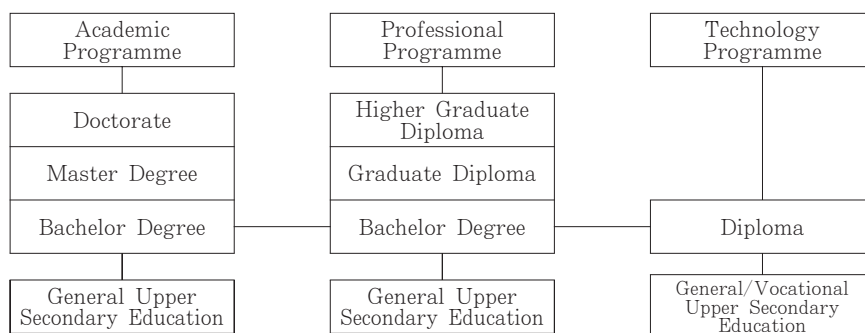 Academic
Programme
Professional
Programme
Technology
Programme
Doctorate
Higher Graduate
Diploma
Master Degree
Graduate Diploma
Bachelor Degree
Bachelor Degree
Diploma
General Upper
Secondary Education
General Upper
Secondary Education
General/Vocational
Upper Secondary
Education